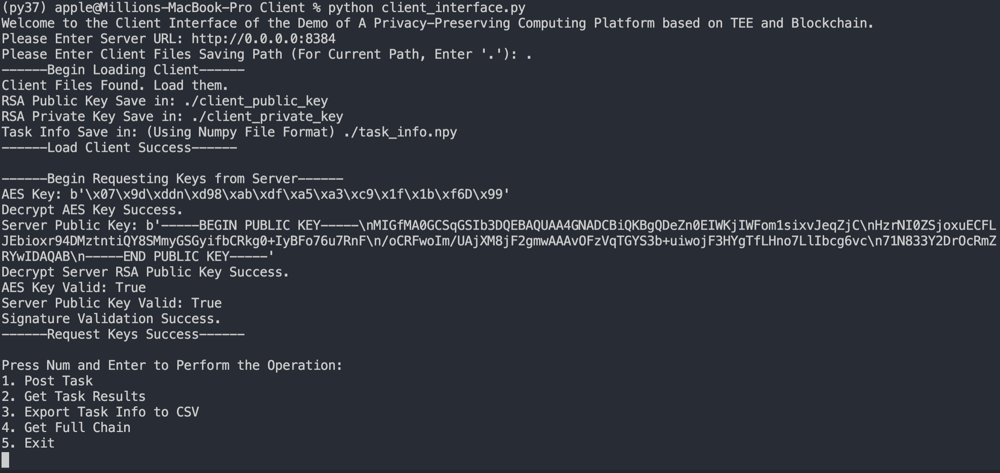 (py37) apple@Millions-MacBook-Pro Client % python client_interface.py
Welcome to the Client Interface of the Demo of A Privacy-Preserving Computing Platform based on TEE and Blockchain.
Please Enter Server URL: http://0.0.0.0:8384
Please Enter Client Files Saving Path (For Current Path, Enter '.'): .
------Begin Loading Client------
Client Files Found. Load them.
RSA Public Key Save in: ./client_public_key
RSA Private Key Save in: ./client_private_key
Task Info Save in: (Using Numpy File Format) ./task_info.npy
------Load Client Success------
------Begin Requesting Keys from Server------
AES Key: b'\x07\x9d\xddn\xd98\xab\xdf\xa5\xa3\xc9\x1f\x1b\xf6D\x99'
Decrypt AES Key Success.
Server Public Key: b'-----BEGIN PUBLIC KEY-----\nMIGfMA0GCSqGSIb3DQEBAQUAA4GNADCBiQKBgQDeZn0EIWKjIWFom1sixvJeqZjC\nHzrNI0ZSjoxuECFL
JEbioxr94DMztntiQY8SMmyGSGyifbCRkg0+IyBFo76u7RnF\n/oCRFwoIm/UAjXM8jF2gmwAAAvOFzVqTGYS3b+uiwojF3HYgTfLHno7LlIbcg6vc\n71N833Y2DrOcRmZ
RYwIDAQAB\n-----END PUBLIC KEY-----'
Decrypt Server RSA Public Key Success.
AES Key Valid: True
Server Public Key Valid: True
Signature Validation Success.
------Request Keys Success------
Press Num and Enter to Perform the Operation:
1. Post Task
2. Get Task Results
3. Export Task Info to CSV
4. Get Full Chain
5. Exit